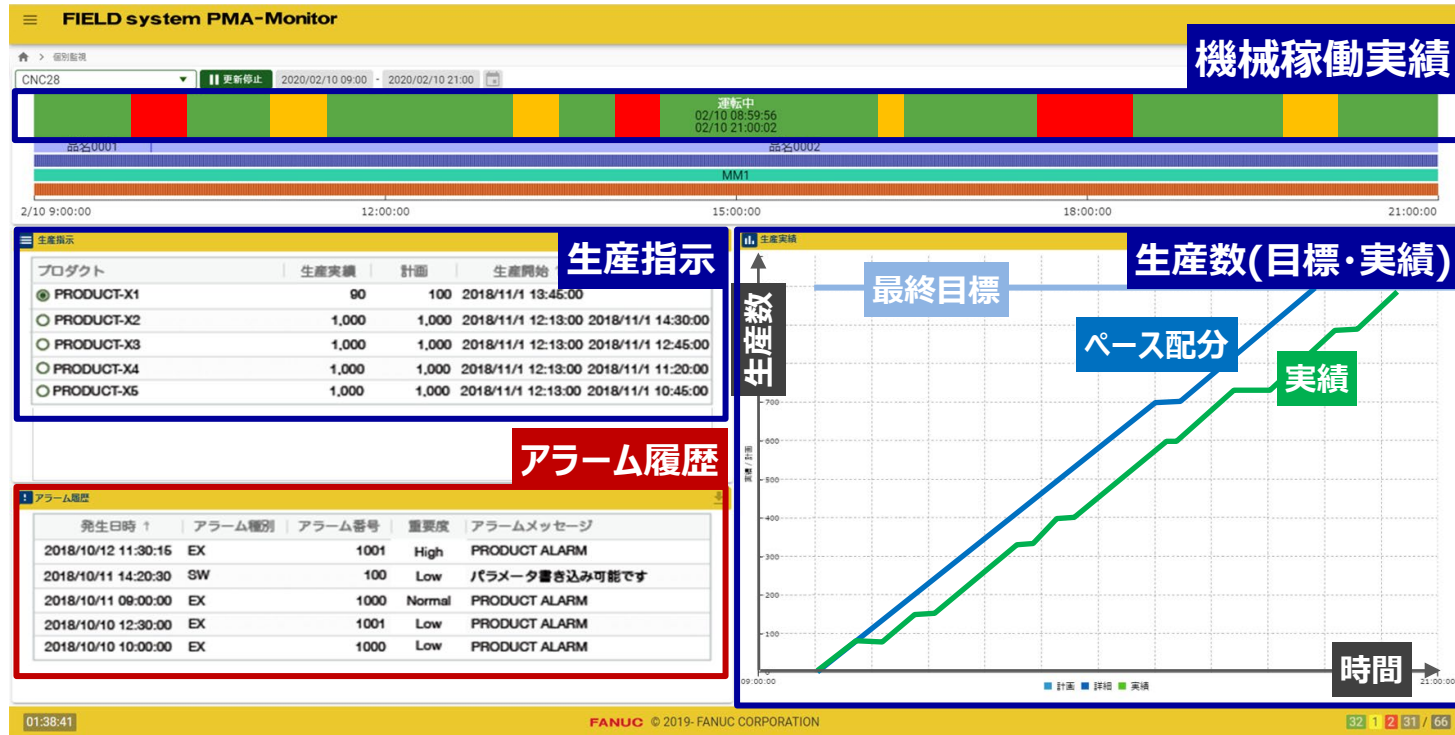 FIELD system PMA-Monitor
機械稼働実績
> 個別監視
CNC28 更新停止 2020/02/10 09:00 - 2020/02/10 21:00
運転中
02/10 08:59:56
02/10 21:00:02
品名0001 品名0002
MM1
2/10 9:00:00 12:00:00 15:00:00 18:00:00 21:00:00
生産指示
生産指示
プロダクト 生産実績 計画 生産開始
PRODUCT-X1 90 100 2018/11/1 13:45:00
PRODUCT-X2 1,000 1,000 2018/11/1 12:13:00 2018/11/1 14:30:00
PRODUCT-X3 1,000 1,000 2018/11/1 12:13:00 2018/11/1 12:45:00
PRODUCT-X4 1,000 1,000 2018/11/1 12:13:00 2018/11/1 11:20:00
PRODUCT-X5 1,000 1,000 2018/11/1 12:13:00 2018/11/1 10:45:00
アラーム履歴
アラーム履歴
発生日時 ↑ アラーム種別 アラーム番号 重要度 アラームメッセージ
2018/10/12 11:30:15 EX 1001 High PRODUCT ALARM
2018/10/11 14:20:30 SW 100 Low パラメータ書き込み可能です
2018/10/11 09:00:00 EX 1000 Normal PRODUCT ALARM
2018/10/10 12:30:00 EX 1001 Low PRODUCT ALARM
2018/10/10 10:00:00 EX 1000 Low PRODUCT ALARM
生産実績
生産数(目標・実績)
最終目標
生産数
ペース配分
実績
700
600
500
400
300
200
100
実績 / 計画
時間
09:00:00 21:00:00
計画 詳細 実績
01:38:41 FANUC © 2019- FANUC CORPORATION 32 1 2 31 / 66